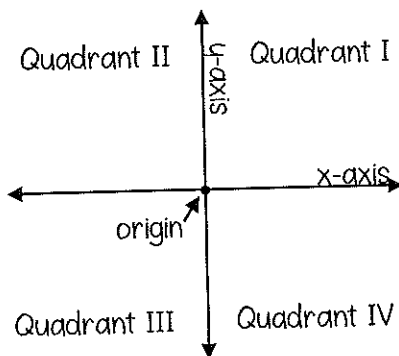 Quadrant II
Quadrant I
y-axis
x-axis
origin
Quadrant III
Quadrant IV